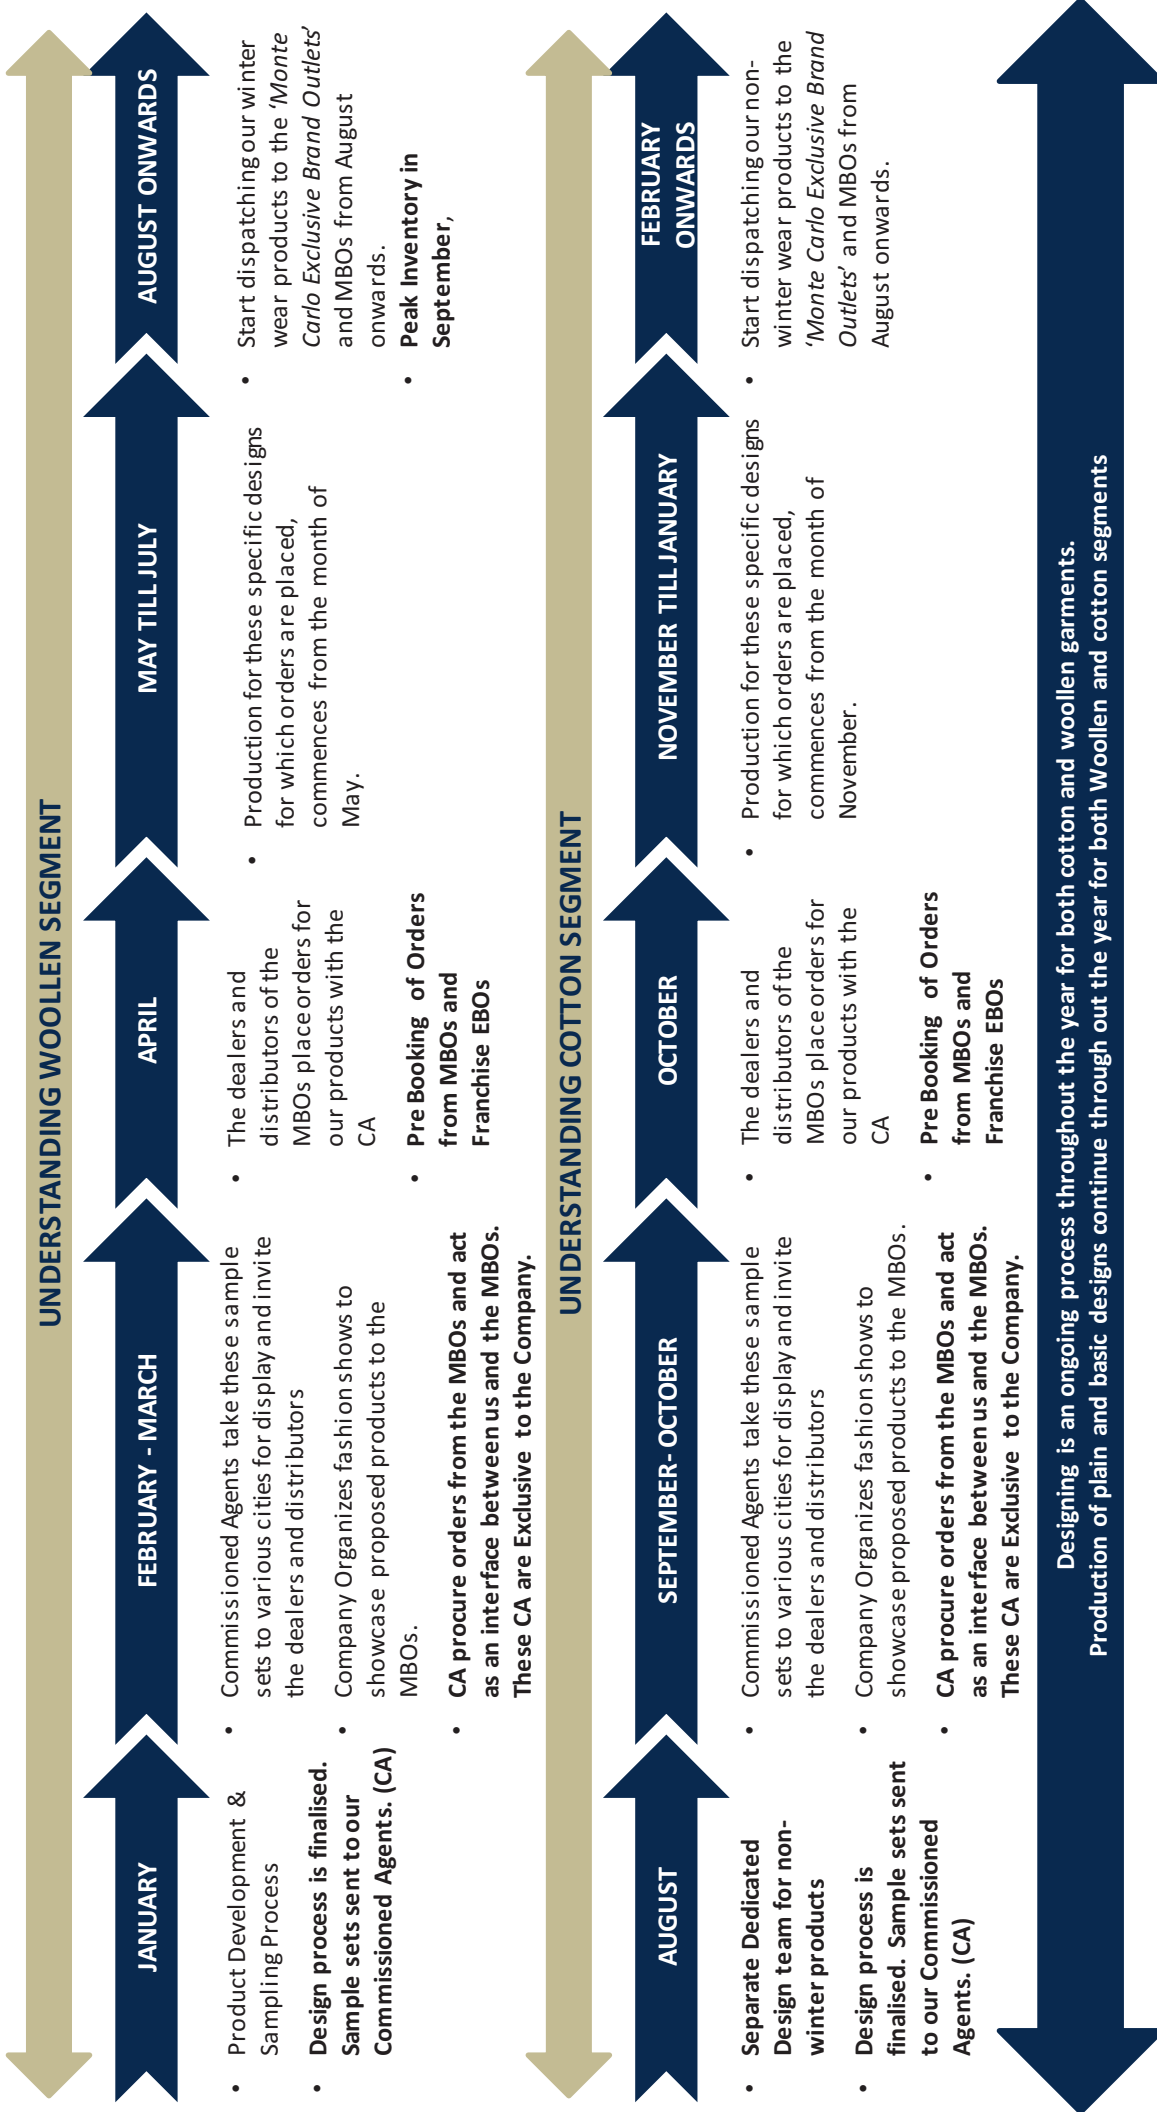 UNDERSTANDING WOOLLEN SEGMENT
JANUARY
• Product Development &
Sampling Process
• Design process is finalised.
Sample sets sent to our
Commissioned Agents. (CA)
FEBRUARY - MARCH
• Commissioned Agents take these sample
sets to various cities for display and invite
the dealers and distributors
• Company Organizes fashion shows to
showcase proposed products to the
MBOs.
• CA procure orders from the MBOs and act
as an interface between us and the MBOs.
These CA are Exclusive to the Company.
APRIL
• The dealers and
distributors of the
MBOs place orders for
our products with the
CA
• Pre Booking of Orders
from MBOs and
Franchise EBOs
MAY TILL JULY
• Production for these specific designs
for which orders are placed,
commences from the month of
May.
AUGUST ONWARDS
• Start dispatching our winter
wear products to the ‘Monte
Carlo Exclusive Brand Outlets’
and MBOs from August
onwards.
• Peak Inventory in
September,
UNDERSTANDING COTTON SEGMENT
AUGUST
• Separate Dedicated
Design team for non-
winter products
• Design process is
finalised. Sample sets sent
to our Commissioned
Agents. (CA)
SEPTEMBER- OCTOBER
• Commissioned Agents take these sample
sets to various cities for display and invite
the dealers and distributors
• Company Organizes fashion shows to
showcase proposed products to the MBOs.
• CA procure orders from the MBOs and act
as an interface between us and the MBOs.
These CA are Exclusive to the Company.
OCTOBER
• The dealers and
distributors of the
MBOs place orders for
our products with the
CA
• Pre Booking of Orders
from MBOs and
Franchise EBOs
NOVEMBER TILL JANUARY
• Production for these specific designs
for which orders are placed,
commences from the month of
November.
FEBRUARY
ONWARDS
• Start dispatching our non-
winter wear products to the
‘Monte Carlo Exclusive Brand
Outlets’ and MBOs from
August onwards.
Designing is an ongoing process throughout the year for both cotton and woollen garments.
Production of plain and basic designs continue through out the year for both Woollen and cotton segments